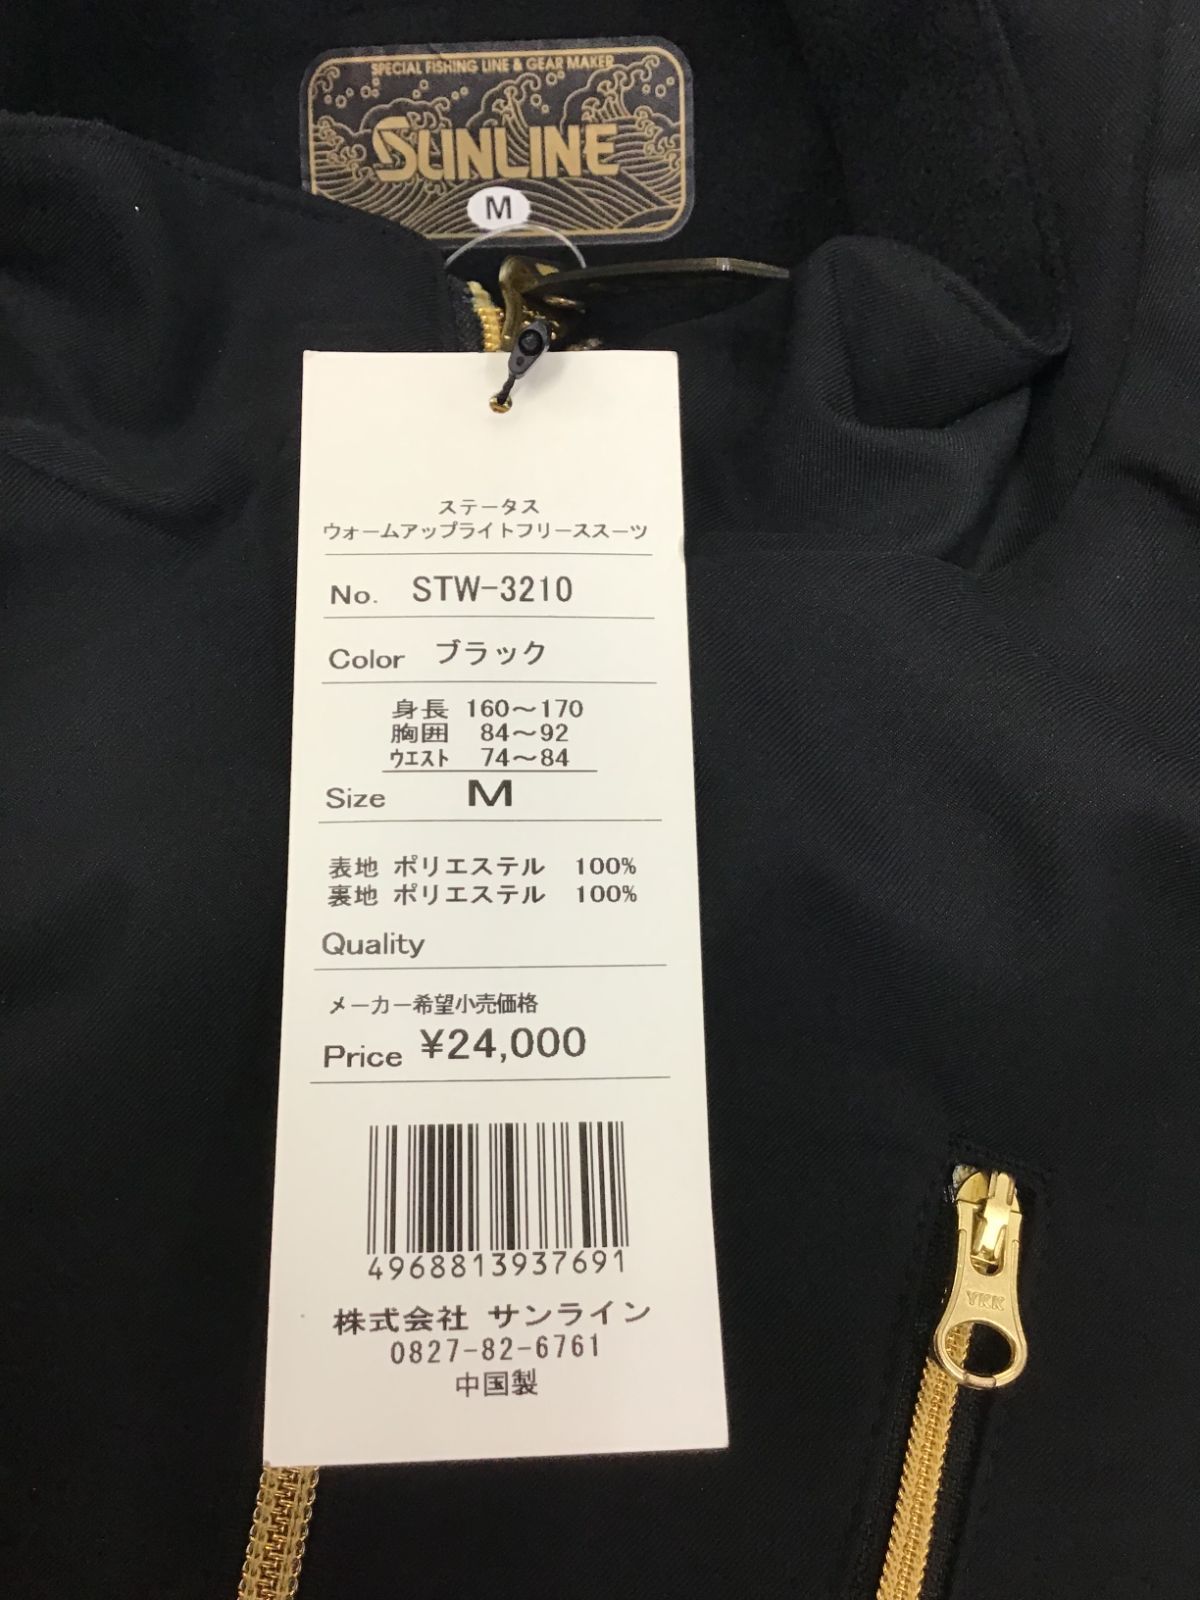 SPECIAL FISHING LINE & GEAR MAKER
SUNLINE
M
ステータス
ウォームアップライトフリーススーツ
No. STW-3210
Color ブラック
身長 160～170
胸囲 84～92
ウエスト 74～84
Size M
表地 ポリエステル 100%
裏地 ポリエステル 100%
Quality
メーカー希望小売価格
Price ¥24,000
4968813937691
株式会社 サンライン
0827-82-6761
中国製
YKK